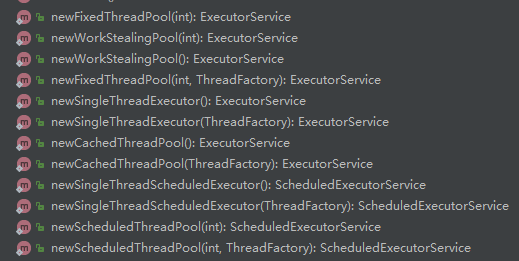 newFixedThreadPool(int): ExecutorService
newWorkStealingPool(int): ExecutorService
newWorkStealingPool(): ExecutorService
newFixedThreadPool(int, ThreadFactory): ExecutorService
newSingleThreadExecutor(): ExecutorService
newSingleThreadExecutor(ThreadFactory): ExecutorService
newCachedThreadPool(): ExecutorService
newCachedThreadPool(ThreadFactory): ExecutorService
newSingleThreadScheduledExecutor(): ScheduledExecutorService
newSingleThreadScheduledExecutor(ThreadFactory): ScheduledExecutorService
newScheduledThreadPool(int): ScheduledExecutorService
newScheduledThreadPool(int, ThreadFactory): ScheduledExecutorService